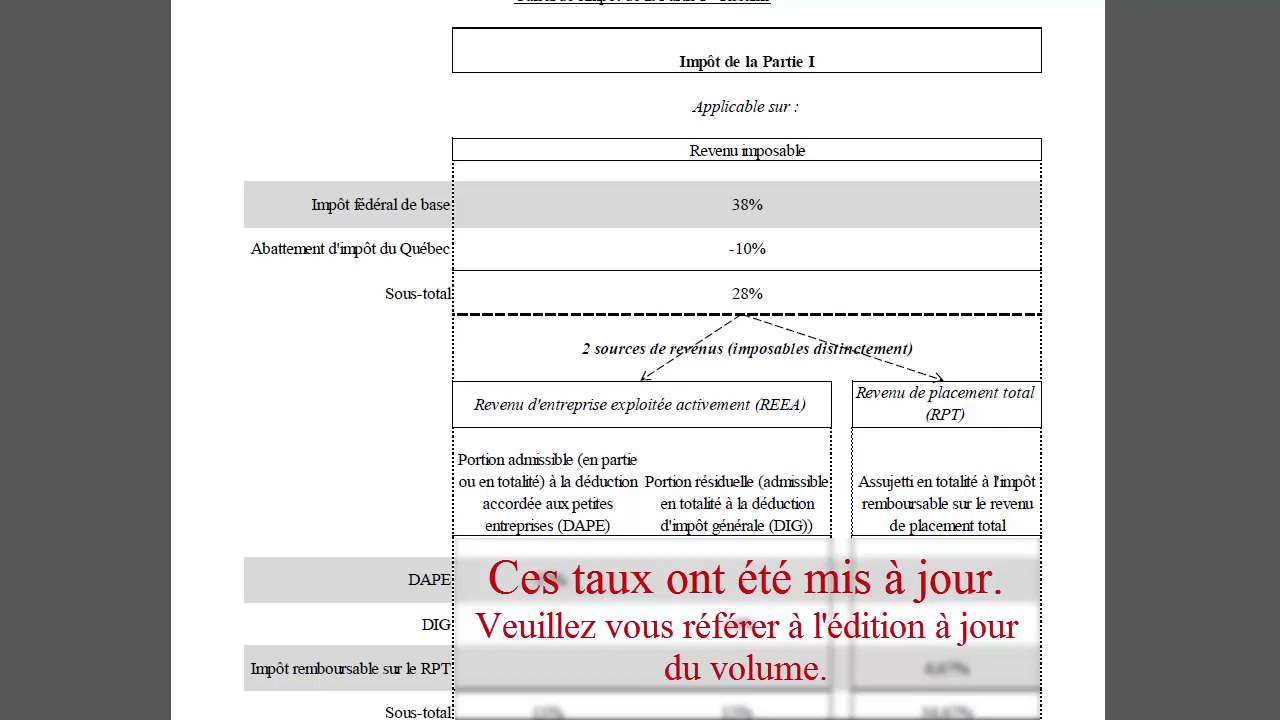 Impôt de la Partie I
Applicable sur :
Revenu imposable
Impôt fédéral de base 38%
Abattement d'impôt du Québec -10%
Sous-total 28%
2 sources de revenus (imposables distinctement)
Revenu d'entreprise exploitée activement (REEA)
Revenu de placement total
(RPT)
Portion admissible (en partie
ou en totalité) à la déduction
accordée aux petites
entreprises (DAPE)
Portion résiduelle (admissible
en totalité à la déduction
d'impôt générale (DIG))
Assujetti en totalité à l'impôt
remboursable sur le revenu
de placement total
DAPE
Ces taux ont été mis à jour.
DIG
Veuillez vous référer à l'édition à jour
du volume.
Impôt remboursable sur le RPT
Sous-total